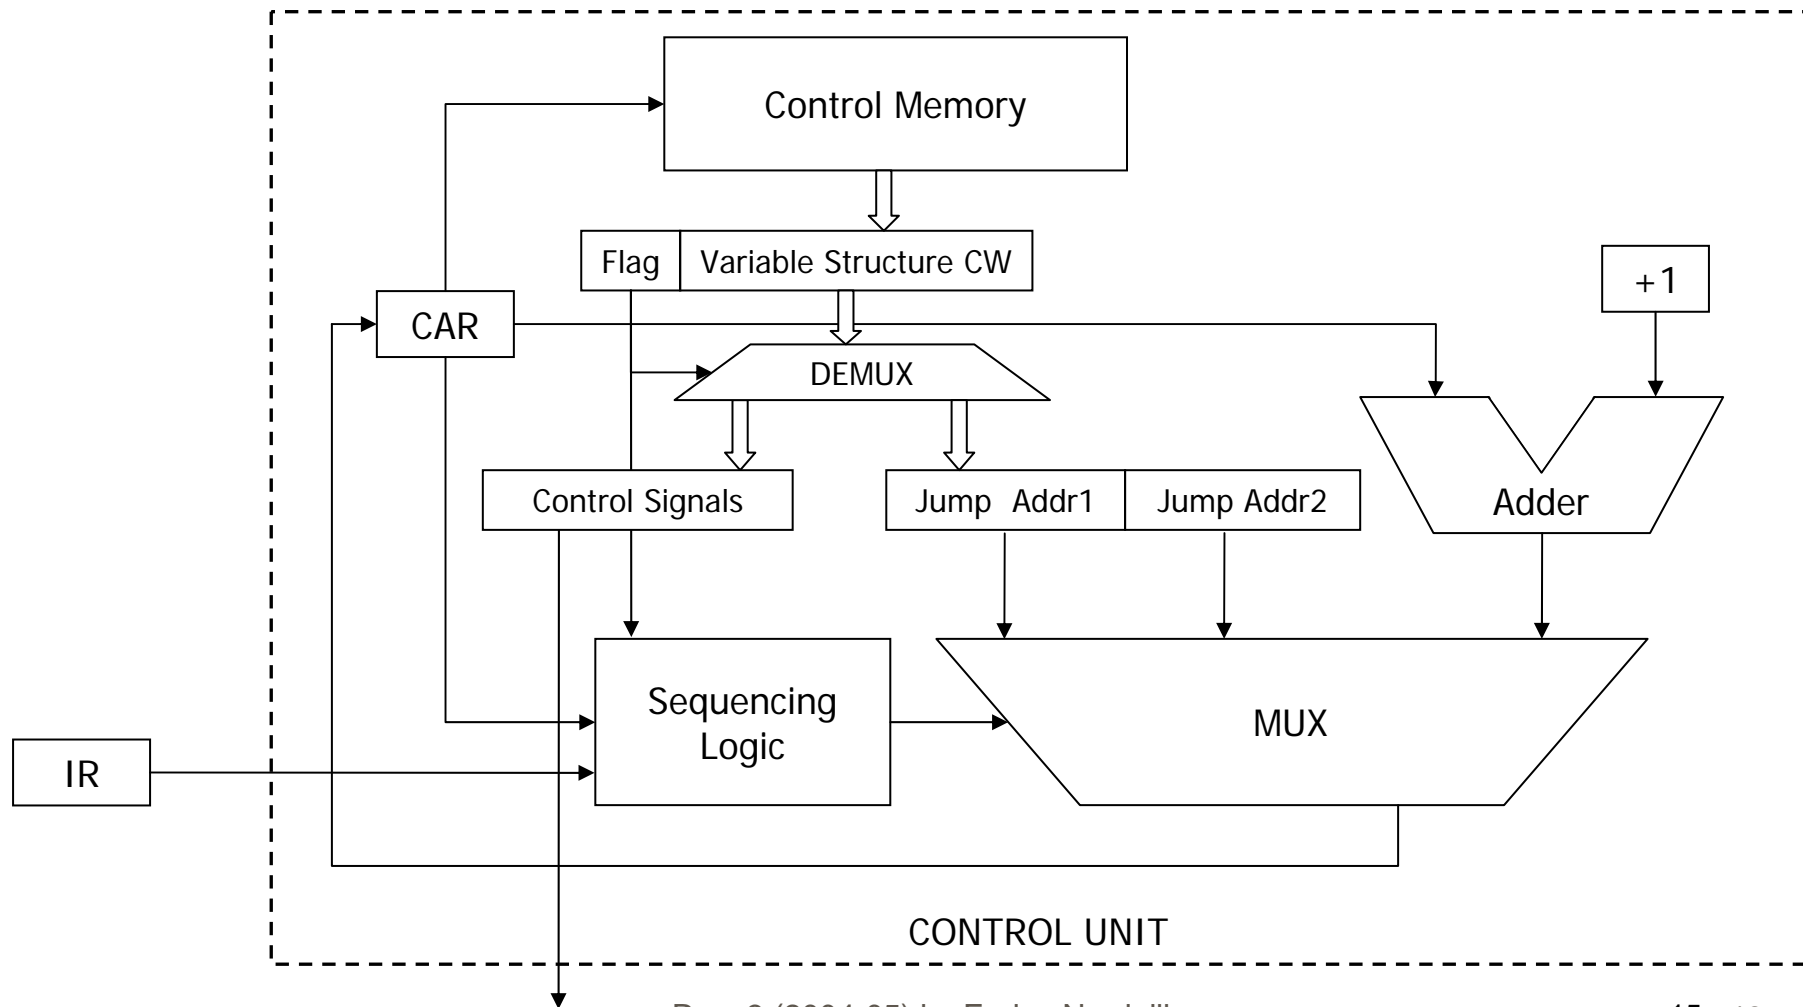 Control Memory
Flag
Variable Structure CW
+1
CAR
DEMUX
Control Signals
Jump Addr1
Jump Addr2
Adder
Sequencing
Logic
MUX
IR
CONTROL UNIT